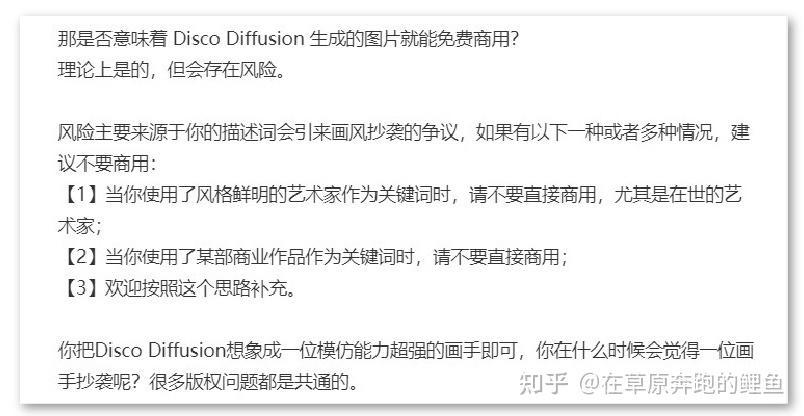 那是否意味着 Disco Diffusion 生成的图片就能免费商用？
理论上是的，但会存在风险。
风险主要来源于你的描述词会引来画风抄袭的争议，如果有以下一种或者多种情况，建
议不要商用：
【1】当你使用了风格鲜明的艺术家作为关键词时，请不要直接商用，尤其是在世的艺
术家；
【2】当你使用了某部商业作品作为关键词时，请不要直接商用；
【3】欢迎按照这个思路补充。
你把Disco Diffusion想象成一位模仿能力超强的画手即可，你在什么时候会觉得一位画
手抄袭呢？很多版权问题都是共通的。
知乎 @在草原奔跑的鲤鱼